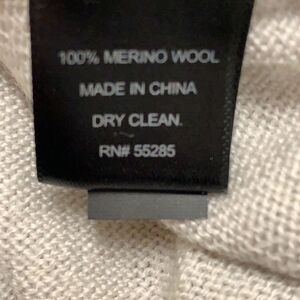 100% MERINO WOOL
MADE IN CHINA
DRY CLEAN.
RN# 55285